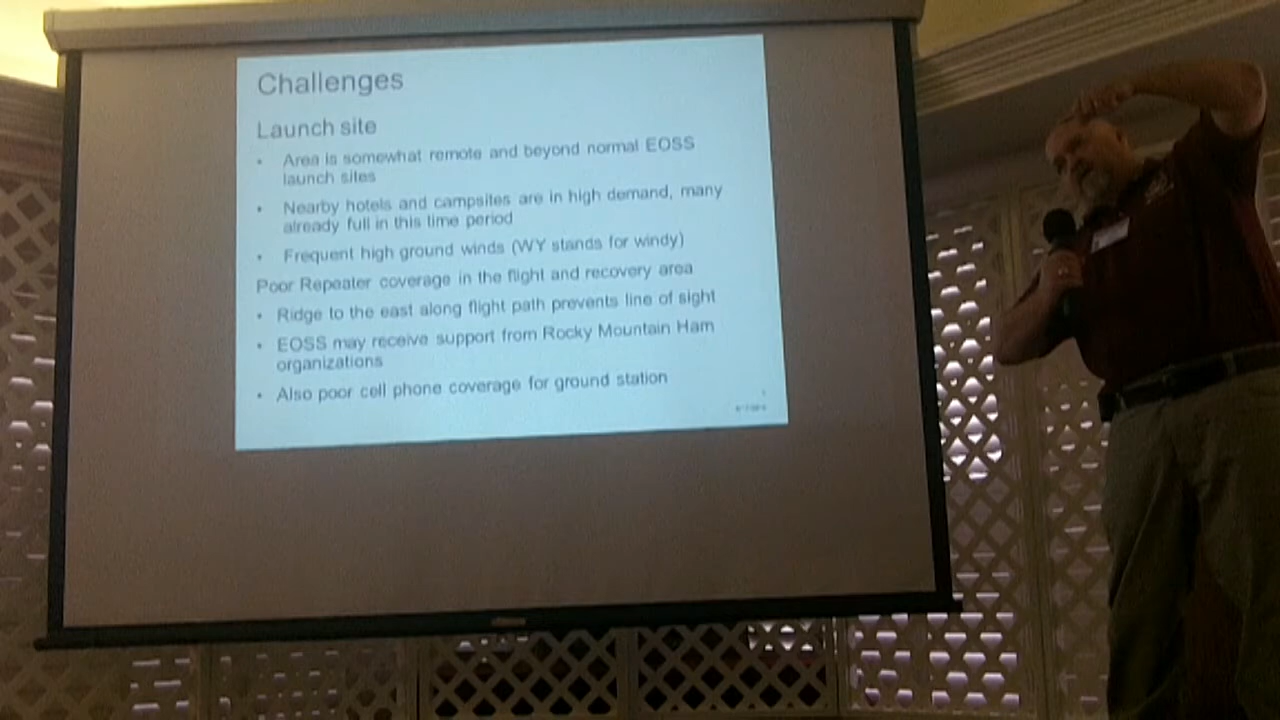 Challenges
Launch site
• Area is somewhat remote and beyond normal EOSS
launch sites
• Nearby hotels and campsites are in high demand, many
already full in this time period
• Frequent high ground winds (WY stands for windy)
Poor Repeater coverage in the flight and recovery area
• Ridge to the east along flight path prevents line of sight
• EOSS may receive support from Rocky Mountain Ham
organizations
• Also poor cell phone coverage for ground station